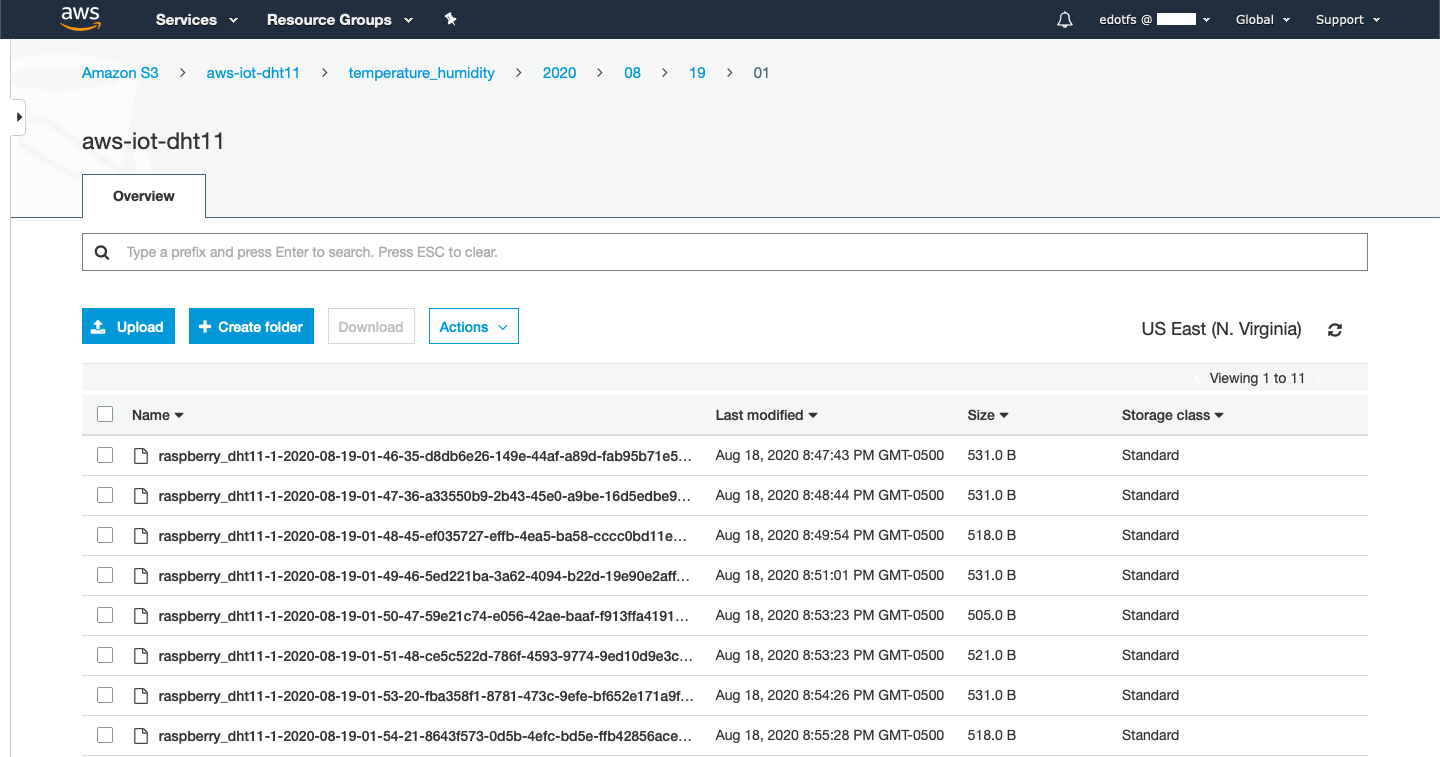 aws Services Resource Groups edotfs @ Global Support
Amazon S3 > aws-iot-dht11 > temperature_humidity > 2020 > 08 > 19 > 01
aws-iot-dht11
Overview
Type a prefix and press Enter to search. Press ESC to clear.
Upload + Create folder Download Actions US East (N. Virginia)
Viewing 1 to 11
Name Last modified Size Storage class
raspberry_dht11-1-2020-08-19-01-46-35-d8db6e26-149e-44af-a89d-fab95b71e5... Aug 18, 2020 8:47:43 PM GMT-0500 531.0 B Standard
raspberry_dht11-1-2020-08-19-01-47-36-a33550b9-2b43-45e0-a9be-16d5edbe9... Aug 18, 2020 8:48:44 PM GMT-0500 531.0 B Standard
raspberry_dht11-1-2020-08-19-01-48-45-ef035727-effb-4ea5-ba58-cccc0bd11e... Aug 18, 2020 8:49:54 PM GMT-0500 518.0 B Standard
raspberry_dht11-1-2020-08-19-01-49-46-5ed221ba-3a62-4094-b22d-19e90e2aff... Aug 18, 2020 8:51:01 PM GMT-0500 531.0 B Standard
raspberry_dht11-1-2020-08-19-01-50-47-59e21c74-e056-42ae-baaf-f913ffa4191... Aug 18, 2020 8:53:23 PM GMT-0500 505.0 B Standard
raspberry_dht11-1-2020-08-19-01-51-48-ce5c522d-786f-4593-9774-9ed10d9e3c... Aug 18, 2020 8:53:23 PM GMT-0500 521.0 B Standard
raspberry_dht11-1-2020-08-19-01-53-20-fba358f1-8781-473c-9efe-bf652e171a9f... Aug 18, 2020 8:54:26 PM GMT-0500 531.0 B Standard
raspberry_dht11-1-2020-08-19-01-54-21-8643f573-0d5b-4efc-bd5e-ffb42856ace... Aug 18, 2020 8:55:28 PM GMT-0500 518.0 B Standard